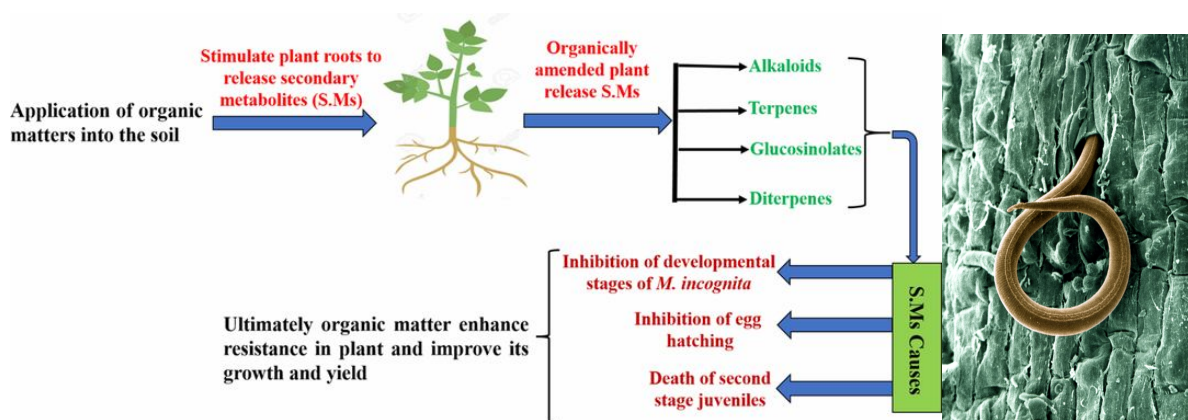 Application of organic
matters into the soil
Stimulate plant roots to
release secondary
metabolites (S.Ms)
Organically
amended plant
release S.Ms
Alkaloids
Terpenes
Glucosinolates
Diterpenes
S.Ms Causes
Inhibition of developmental
stages of M. incognita
Inhibition of egg
hatching
Death of second
stage juveniles
Ultimately organic matter enhance
resistance in plant and improve its
growth and yield